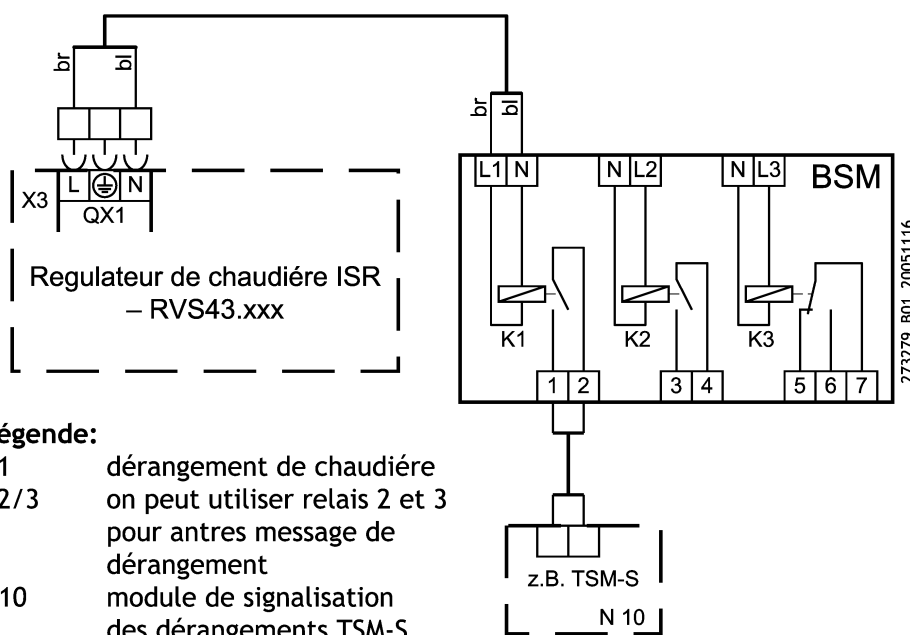 br bl
br bl
L1 N N L2 N L3 BSM
X3 L N
QX1
Regulateur de chaudiére ISR
– RVS43.xxx
K1 K2 K3
1 2 3 4 5 6 7
273279 B01 20051116
égende:
1 dérangement de chaudiére
2/3 on peut utiliser relais 2 et 3
pour antres message de
dérangement
10 module de signalisation
des dérangements TSM-S
z.B. TSM-S
N 10